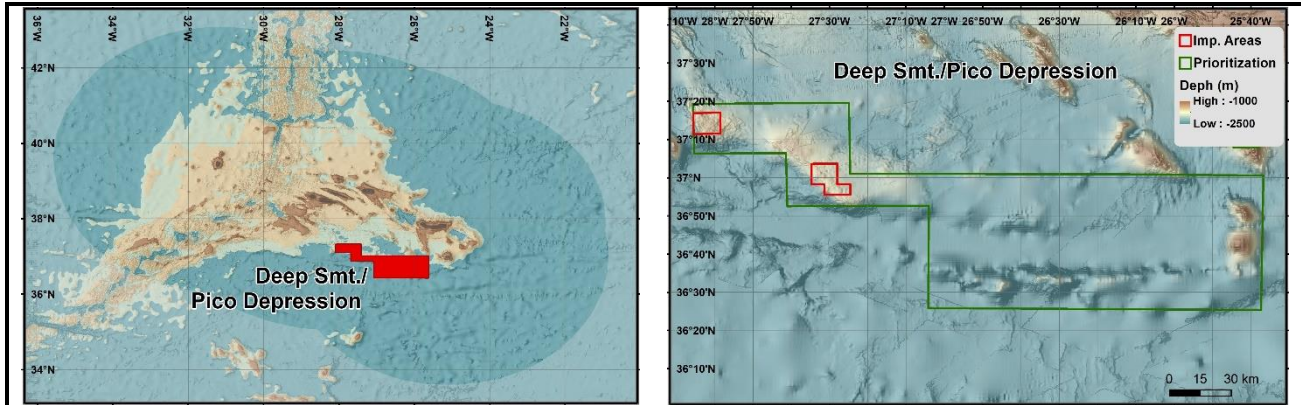 36°W
34°W
32°W
30°W
28°W
26°W
24°W
22°W
42°N
40°N
38°N
36°N
34°N
Deep Smt./
Pico Depression
10°W 28°W 27°50'W 27°30'W 27°10'W 27°W 26°50'W 26°30'W 26°10'W 26°W 25°40'W
37°30'N
37°20'N
37°10'N
37°N
36°50'N
36°40'N
36°30'N
36°20'N
36°10'N
Deep Smt./Pico Depression
Imp. Areas
Prioritization
Deph (m)
High : -1000
Low : -2500
0 15 30 km